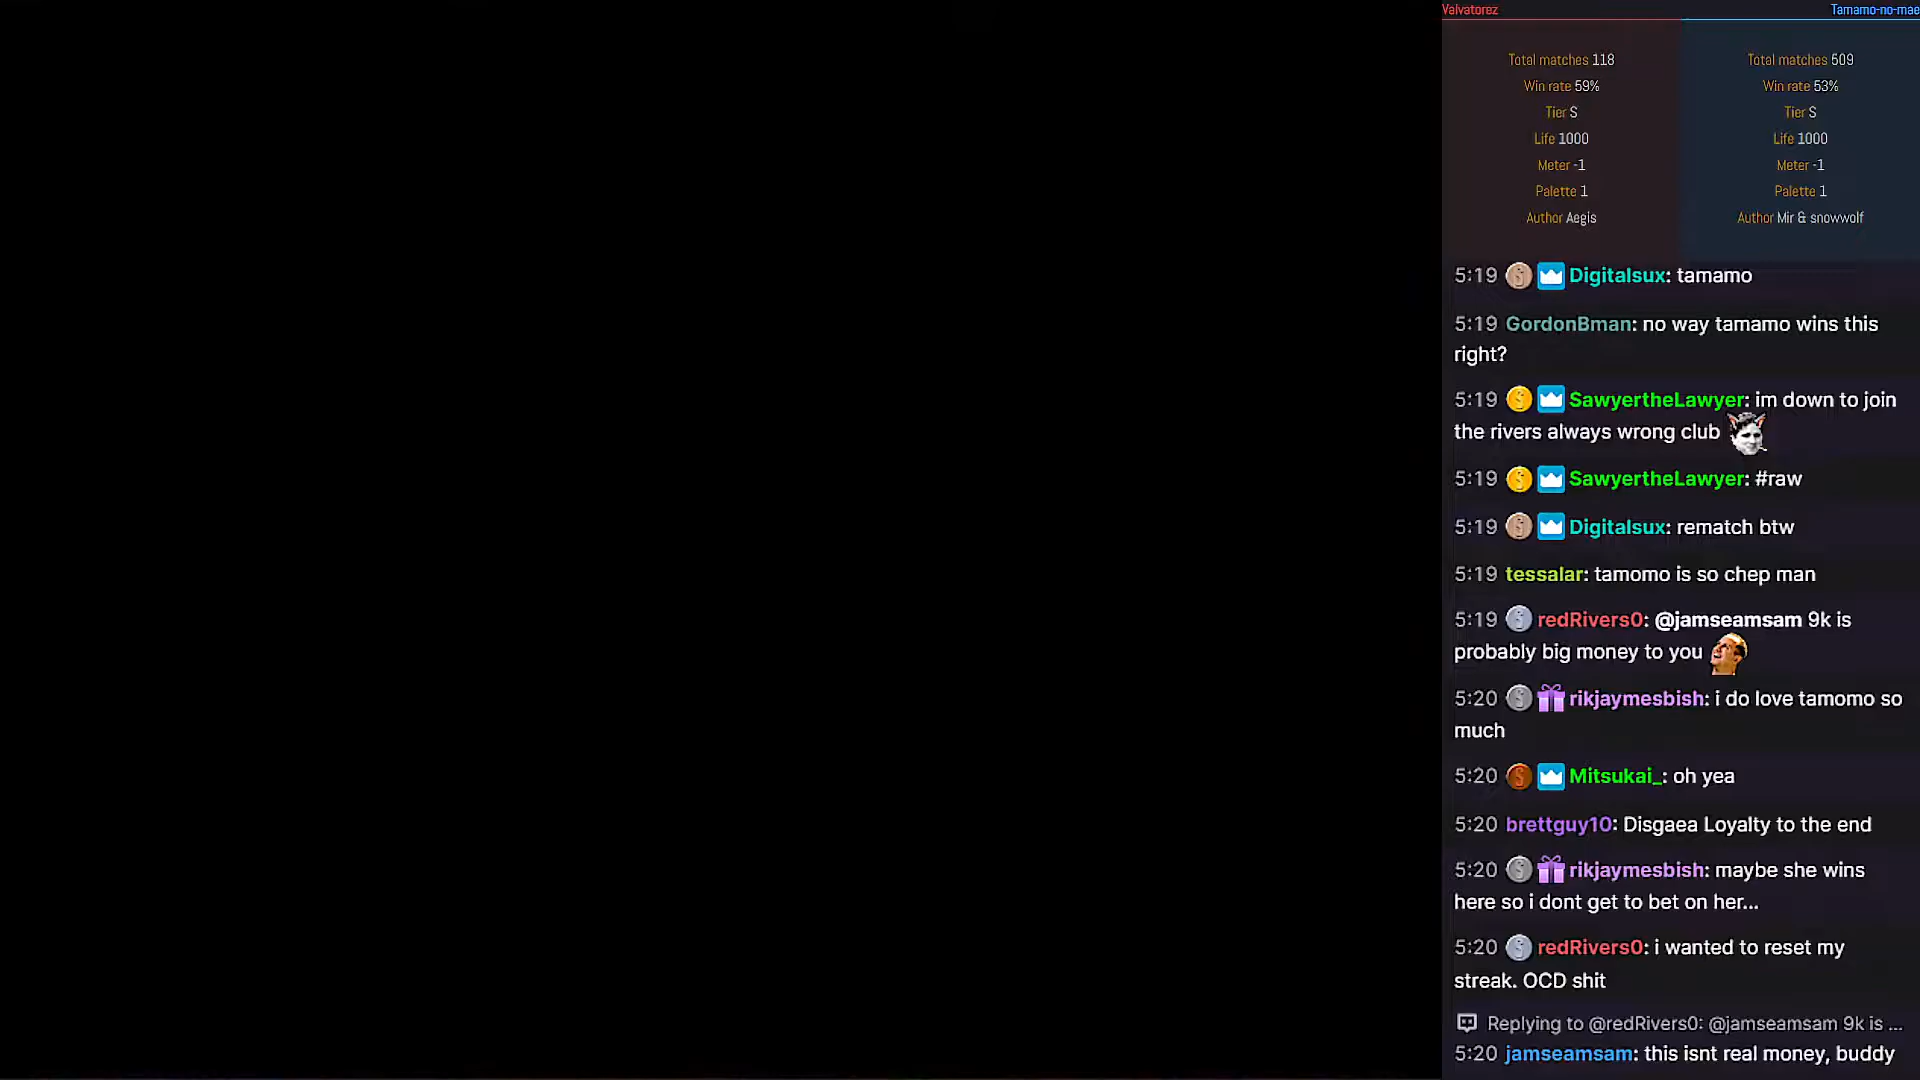 Valvatorez Tamamo-no-mae
Total matches 118 Total matches 509
Win rate 59% Win rate 53%
Tier S Tier S
Life 1000 Life 1000
Meter -1 Meter -1
Palette 1 Palette 1
Author Aegis Author Mir & snowwolf
5:19 Digitalsux: tamamo
5:19 GordonBman: no way tamamo wins this
right?
5:19 SawyertheLawyer: im down to join
the rivers always wrong club
5:19 SawyertheLawyer: #raw
5:19 Digitalsux: rematch btw
5:19 tessalar: tamomo is so chep man
5:19 redRivers0: @jamseamsam 9k is
probably big money to you
5:20 rikjaymesbish: i do love tamomo so
much
5:20 Mitsukai_: oh yea
5:20 brettguy10: Disgaea Loyalty to the end
5:20 rikjaymesbish: maybe she wins
here so i dont get to bet on her...
5:20 redRivers0: i wanted to reset my
streak. OCD shit
Replying to @redRivers0: @jamseamsam 9k is ...
5:20 jamseamsam: this isnt real money, buddy